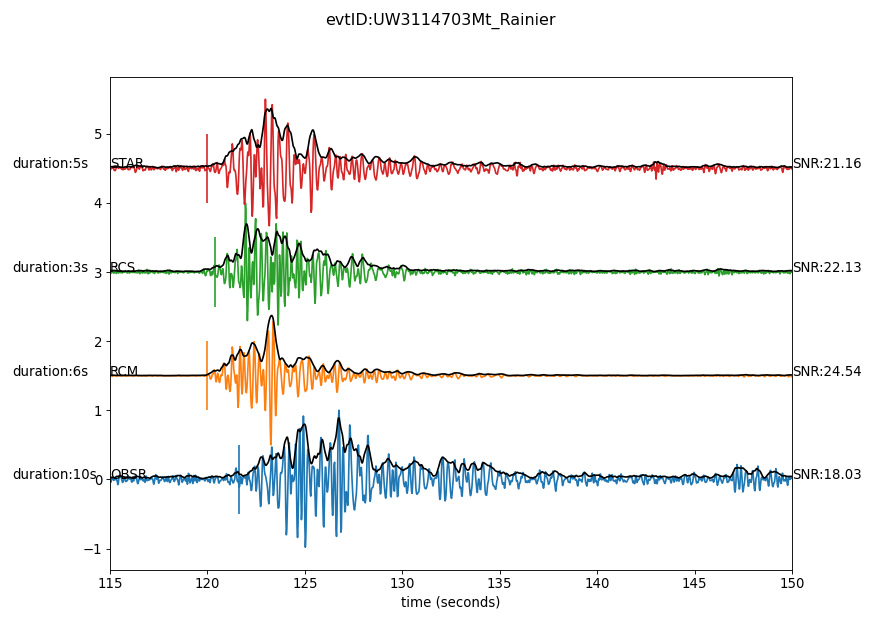 evtID:UW3114703Mt_Rainier
5
duration:5s STAR SNR:21.16
4
duration:3s RCS SNR:22.13
3
2
duration:6s RCM SNR:24.54
1
duration:10s OBSR SNR:18.03
0
−1
115 120 125 130 135 140 145 150
time (seconds)